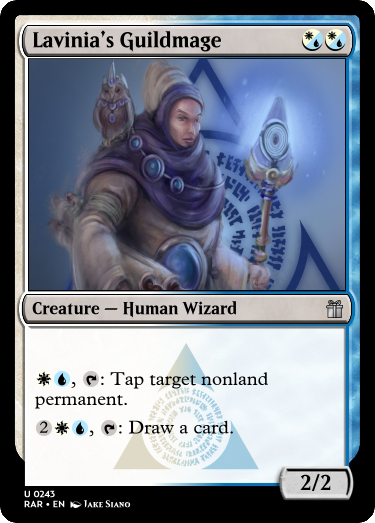 Lavinia's Guildmage
Creature — Human Wizard
, : Tap target nonland
permanent.
2, : Draw a card.
2/2
U 0243
RAR • EN Jake Siano